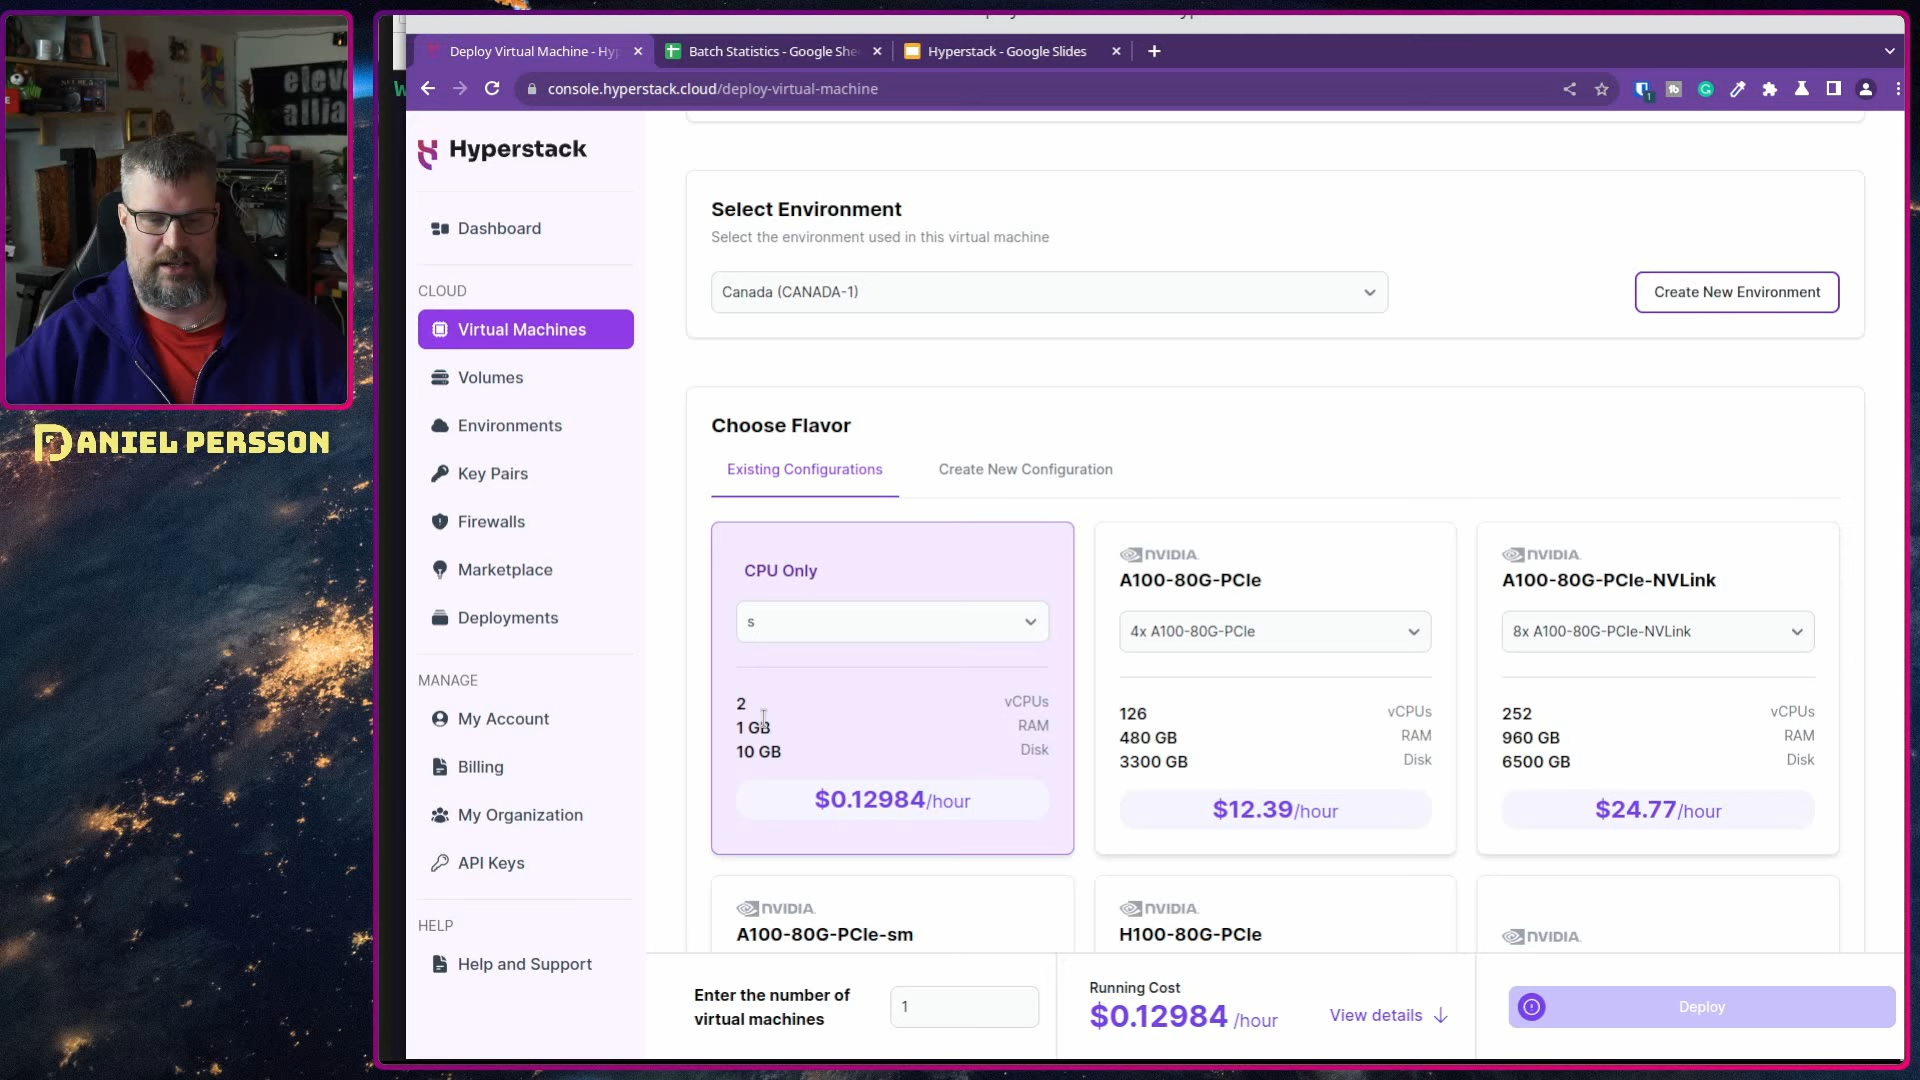 Deploy Virtual Machine - Hyp
Batch Statistics - Google She
Hyperstack - Google Slides
console.hyperstack.cloud/deploy-virtual-machine
Hyperstack
Dashboard
CLOUD
Virtual Machines
Volumes
Environments
Key Pairs
Firewalls
Marketplace
Deployments
MANAGE
My Account
Billing
My Organization
API Keys
HELP
Help and Support
DANIEL PERSSON
Select Environment
Select the environment used in this virtual machine
Canada (CANADA-1)
Create New Environment
Choose Flavor
Existing Configurations
Create New Configuration
CPU Only
s
2 vCPUs
1 GB RAM
10 GB Disk
$0.12984/hour
NVIDIA.
A100-80G-PCIe
4x A100-80G-PCIe
126 vCPUs
480 GB RAM
3300 GB Disk
$12.39/hour
NVIDIA.
A100-80G-PCIe-NVLink
8x A100-80G-PCIe-NVLink
252 vCPUs
960 GB RAM
6500 GB Disk
$24.77/hour
NVIDIA.
A100-80G-PCIe-sm
NVIDIA.
H100-80G-PCIe
NVIDIA.
Enter the number of
virtual machines
1
Running Cost
$0.12984 /hour
View details
Deploy